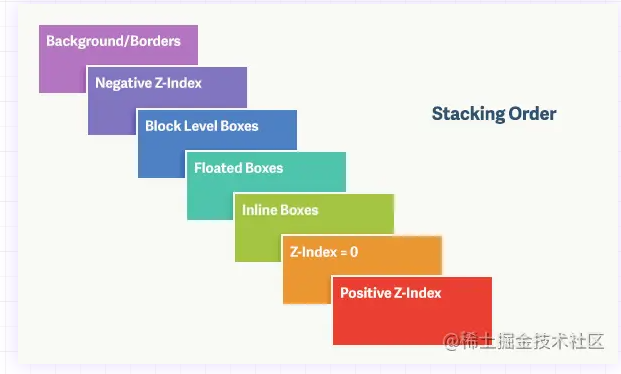 Background/Borders
Negative Z-Index
Block Level Boxes
Stacking Order
Floated Boxes
Inline Boxes
Z-Index = 0
Positive Z-Index
@稀土掘金技术社区